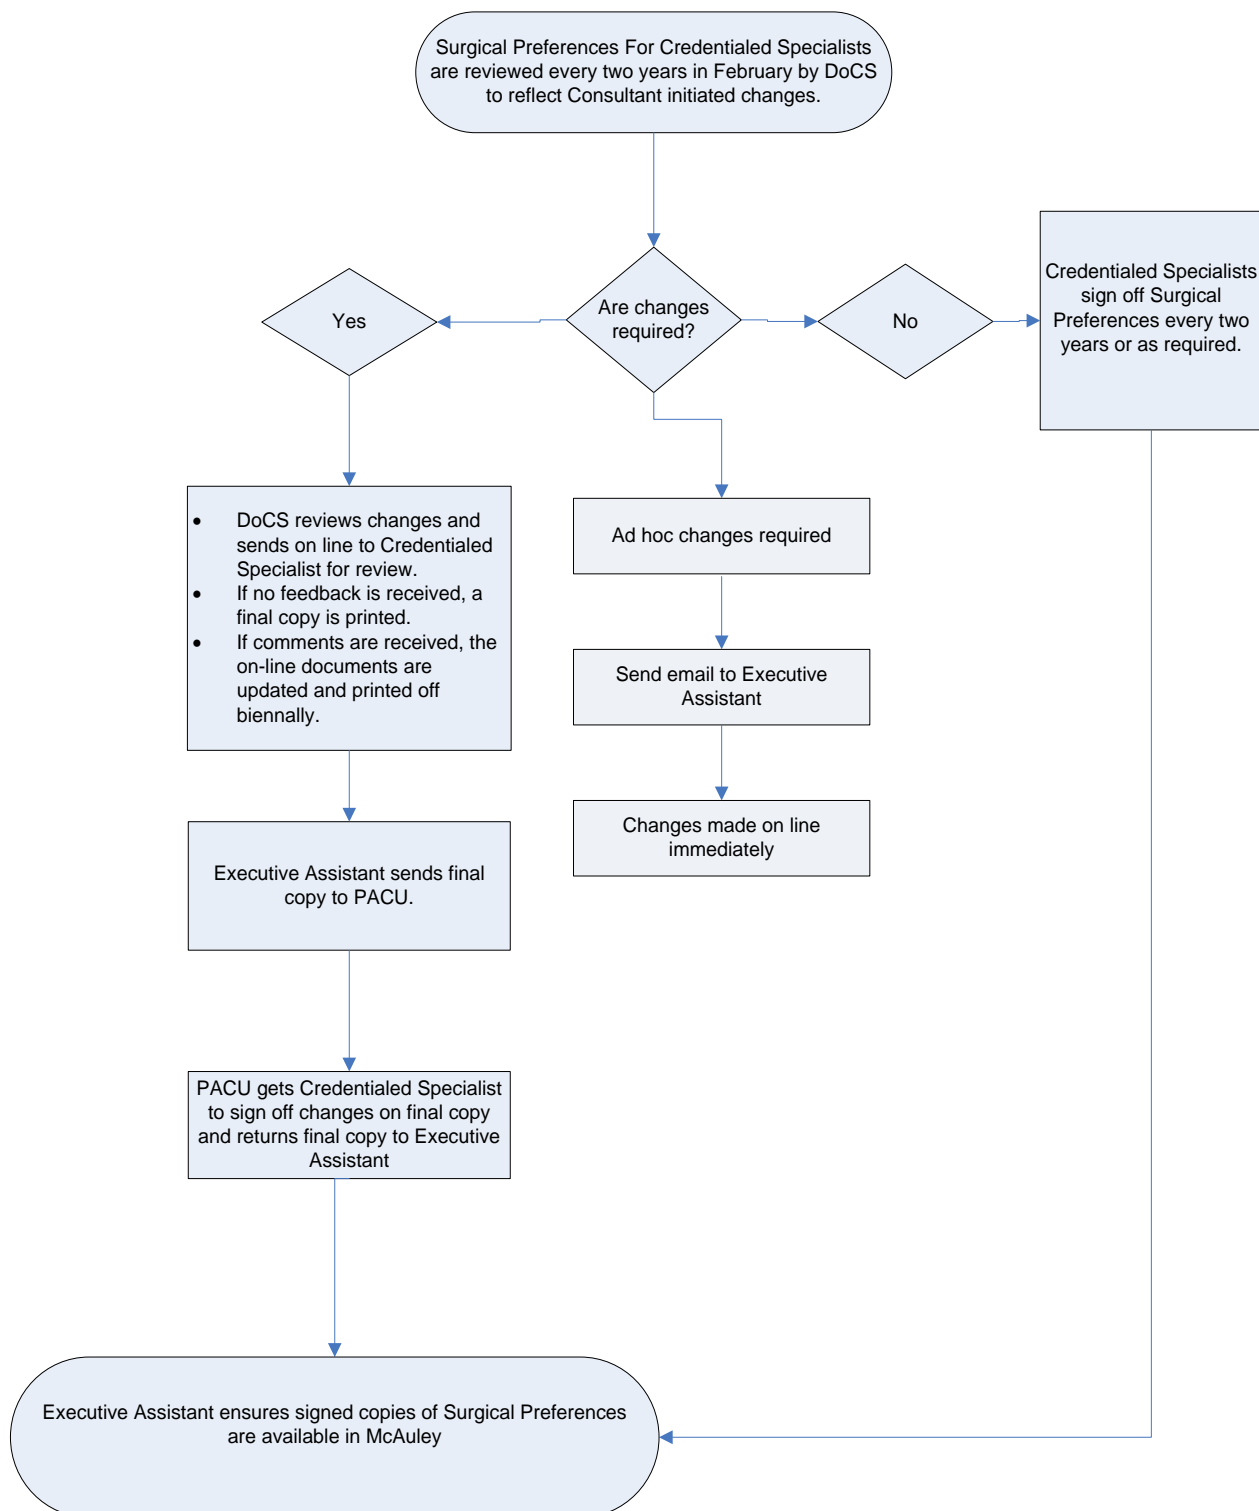 Surgical Preferences For Credentialed Specialists
are reviewed every two years in February by DoCS
to reflect Consultant initiated changes.
Yes
Are changes
required?
No
Credentialed Specialists
sign off Surgical
Preferences every two
years or as required.
• DoCS reviews changes and
sends on line to Credentialed
Specialist for review.
• If no feedback is received, a
final copy is printed.
• If comments are received, the
on-line documents are
updated and printed off
biennally.
Ad hoc changes required
Send email to Executive
Assistant
Changes made on line
immediately
Executive Assistant sends final
copy to PACU.
PACU gets Credentialed Specialist
to sign off changes on final copy
and returns final copy to Executive
Assistant
Executive Assistant ensures signed copies of Surgical Preferences
are available in McAuley